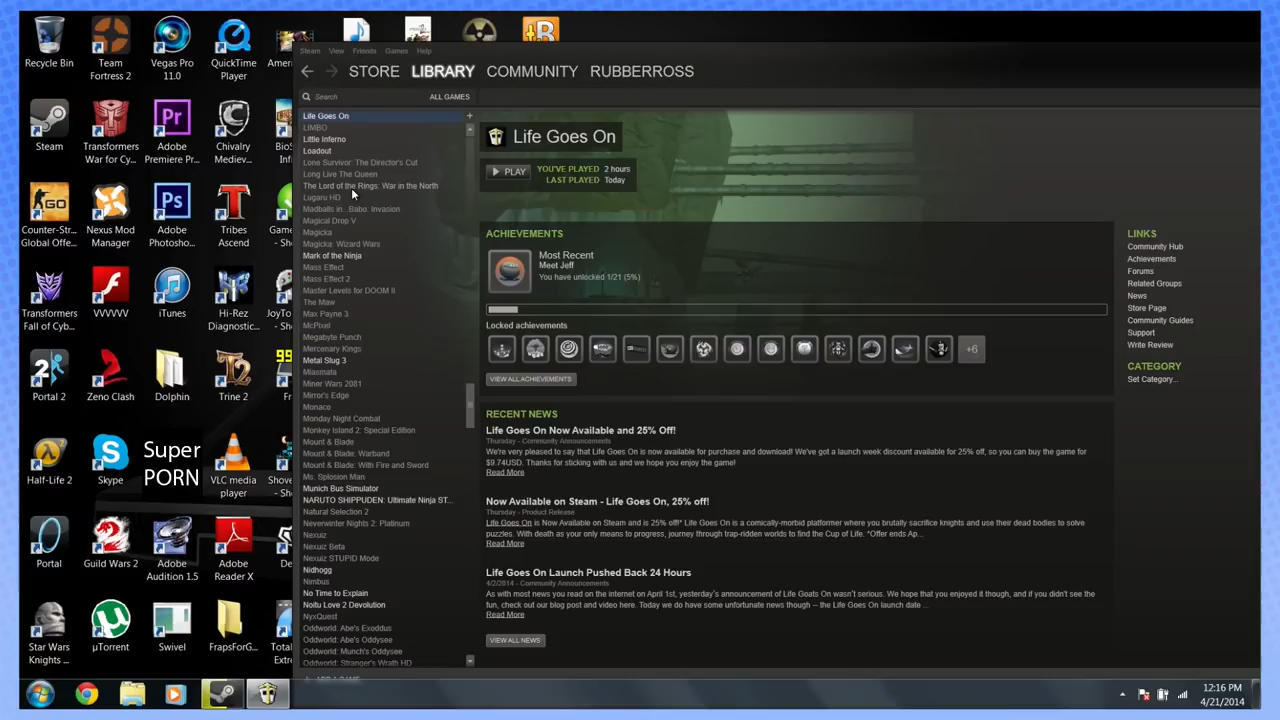 Recycle Bin
Team
Fortress 2
Vegas Pro
11.0
QuickTime
Player
Steam
Transformers
War for Cy...
Adobe
Premiere Pr...
Chivalry
Mediev...
Counter-Str...
Global Offe...
Nexus Mod
Manager
Adobe
Photosho...
Tribes
Ascend
Transformers
Fall of Cyb...
VVVVVV
iTunes
Hi-Rez
Diagnostic...
Portal 2
Zeno Clash
Dolphin
Trine 2
Half-Life 2
Skype
Super
PORN
VLC media
player
Portal
Guild Wars 2
Adobe
Audition 1.5
Adobe
Reader X
Star Wars
Knights ...
µTorrent
Swivel
FrapsForG...
Steam View Friends Games Help
STORE LIBRARY COMMUNITY RUBBERROSS
Search ALL GAMES
Life Goes On
LIMBO
Little Inferno
Loadout
Lone Survivor: The Director's Cut
Long Live The Queen
The Lord of the Rings: War in the North
Lugaru HD
Madballs in...Babo: Invasion
Magical Drop V
Magicka
Magicka: Wizard Wars
Mark of the Ninja
Mass Effect
Mass Effect 2
Master Levels for DOOM II
The Maw
Max Payne 3
McPixel
Megabyte Punch
Mercenary Kings
Metal Slug 3
Miasmata
Miner Wars 2081
Mirror's Edge
Monaco
Monday Night Combat
Monkey Island 2: Special Edition
Mount & Blade
Mount & Blade: Warband
Mount & Blade: With Fire and Sword
Ms. Splosion Man
Munich Bus Simulator
NARUTO SHIPPUDEN: Ultimate Ninja ST...
Natural Selection 2
Neverwinter Nights 2: Platinum
Nexuiz
Nexuiz Beta
Nexuiz STUPID Mode
Nidhogg
Nimbus
No Time to Explain
Noitu Love 2 Devolution
NyxQuest
Oddworld: Abe's Exoddus
Oddworld: Abe's Oddysee
Oddworld: Munch's Oddysee
Oddworld: Stranger's Wrath HD
Life Goes On
PLAY
YOU'VE PLAYED 2 hours
LAST PLAYED Today
ACHIEVEMENTS
Most Recent
Meet Jeff
You have unlocked 1/21 (5%)
Locked achievements
+6
VIEW ALL ACHIEVEMENTS
RECENT NEWS
Life Goes On Now Available and 25% Off!
Thursday - Community Announcements
We're very pleased to say that Life Goes On is now available for purchase and download! We've got a launch week discount available for 25% off, so you can buy the game for
$9.74USD. Thanks for sticking with us and we hope you enjoy the game!
Read More
Now Available on Steam - Life Goes On, 25% off!
Thursday - Product Release
Life Goes On is Now Available on Steam and is 25% off!* Life Goes On is a comically-morbid platformer where you brutally sacrifice knights and use their dead bodies to solve
puzzles. With death as your only means to progress, journey through trap-ridden worlds to find the Cup of Life. *Offer ends Ap...
Read More
Life Goes On Launch Pushed Back 24 Hours
4/2/2014 - Community Announcements
As with most news you read on the internet on April 1st, yesterday's announcement of Life Goats On wasn't serious. We hope that you enjoyed it though, and if you didn't see the
fun, check out our blog post and video here. Today we do have some unfortunate news though -- the Life Goes On launch date ...
Read More
VIEW ALL NEWS
LINKS
Community Hub
Achievements
Forums
Related Groups
News
Store Page
Community Guides
Support
Write Review
CATEGORY
Set Category...
12:16 PM
4/21/2014